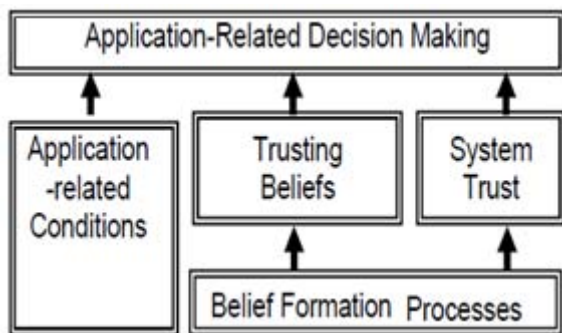 Application-Related Decision Making
Application
-related
Conditions
Trusting
Beliefs
System
Trust
Belief Formation Processes